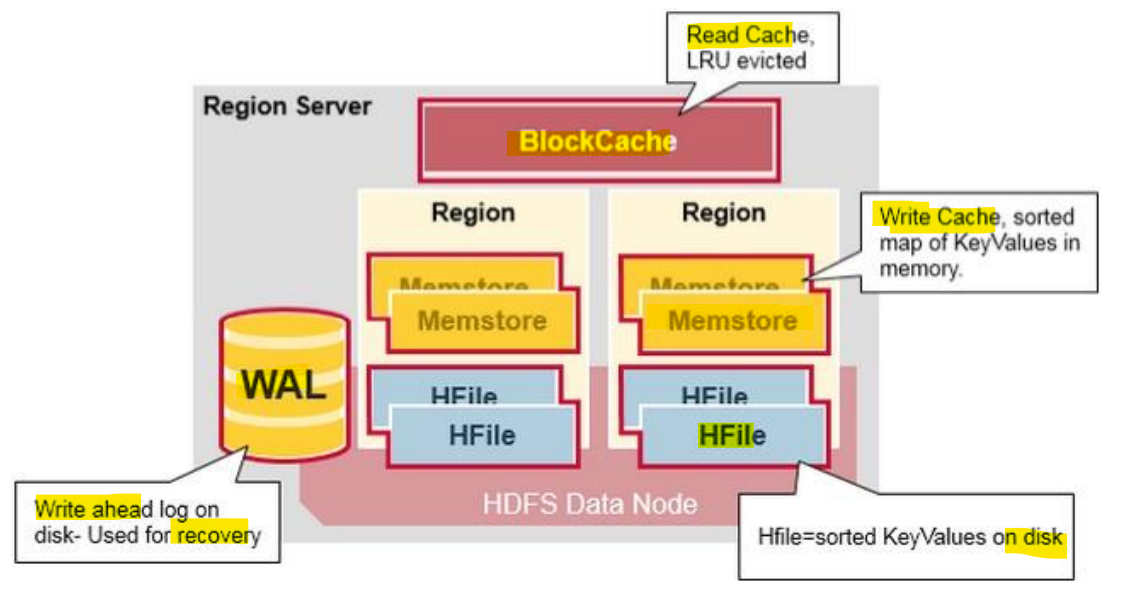 Read Cache,
LRU evicted
Region Server
BlockCache
Region
Region
Write Cache, sorted
map of KeyValues in
memory.
Memstore
Memstore
Memstore
Memstore
WAL
HFile
HFile
HFile
HFile
HDFS Data Node
Write ahead log on
disk- Used for recovery
Hfile=sorted KeyValues on disk